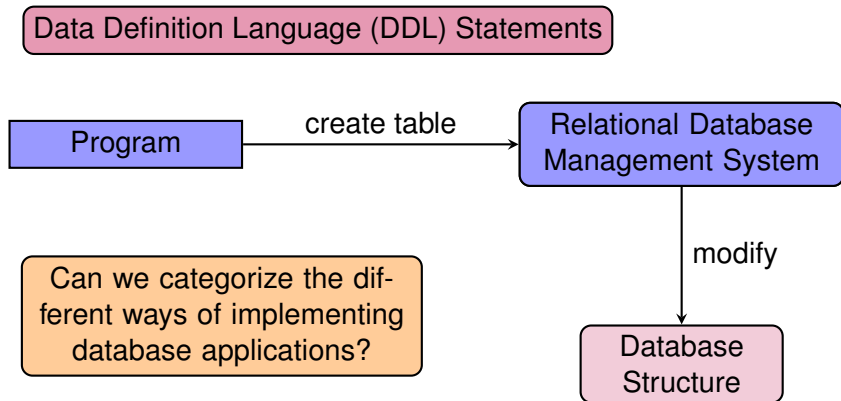 Data Definition Language (DDL) Statements
Program
create table
Relational Database
Management System
modify
Can we categorize the dif-
ferent ways of implementing
database applications?
Database
Structure